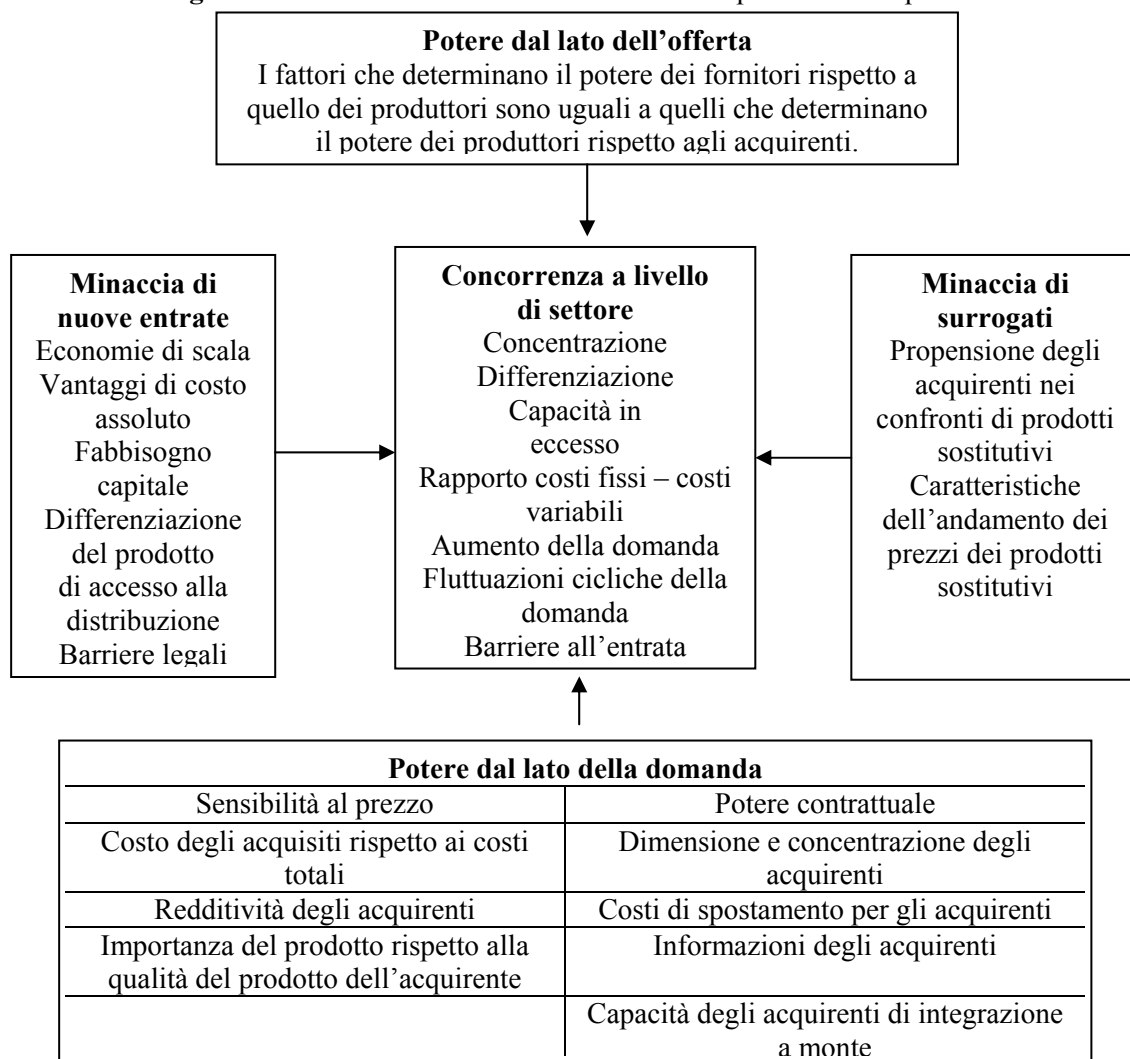 Potere dal lato dell’offerta
I fattori che determinano il potere dei fornitori rispetto a
quello dei produttori sono uguali a quelli che determinano
il potere dei produttori rispetto agli acquirenti.
Minaccia di
nuove entrate
Economie di scala
Vantaggi di costo
assoluto
Fabbisogno
capitale
Differenziazione
del prodotto
di accesso alla
distribuzione
Barriere legali
Concorrenza a livello
di settore
Concentrazione
Differenziazione
Capacità in
eccesso
Rapporto costi fissi – costi
variabili
Aumento della domanda
Fluttuazioni cicliche della
domanda
Barriere all’entrata
Minaccia di
surrogati
Propensione degli
acquirenti nei
confronti di prodotti
sostitutivi
Caratteristiche
dell’andamento dei
prezzi dei prodotti
sostitutivi
Potere dal lato della domanda
Sensibilità al prezzo
Potere contrattuale
Costo degli acquisiti rispetto ai costi
totali
Dimensione e concentrazione degli
acquirenti
Redditività degli acquirenti
Costi di spostamento per gli acquirenti
Importanza del prodotto rispetto alla
qualità del prodotto dell’acquirente
Informazioni degli acquirenti
Capacità degli acquirenti di integrazione
a monte